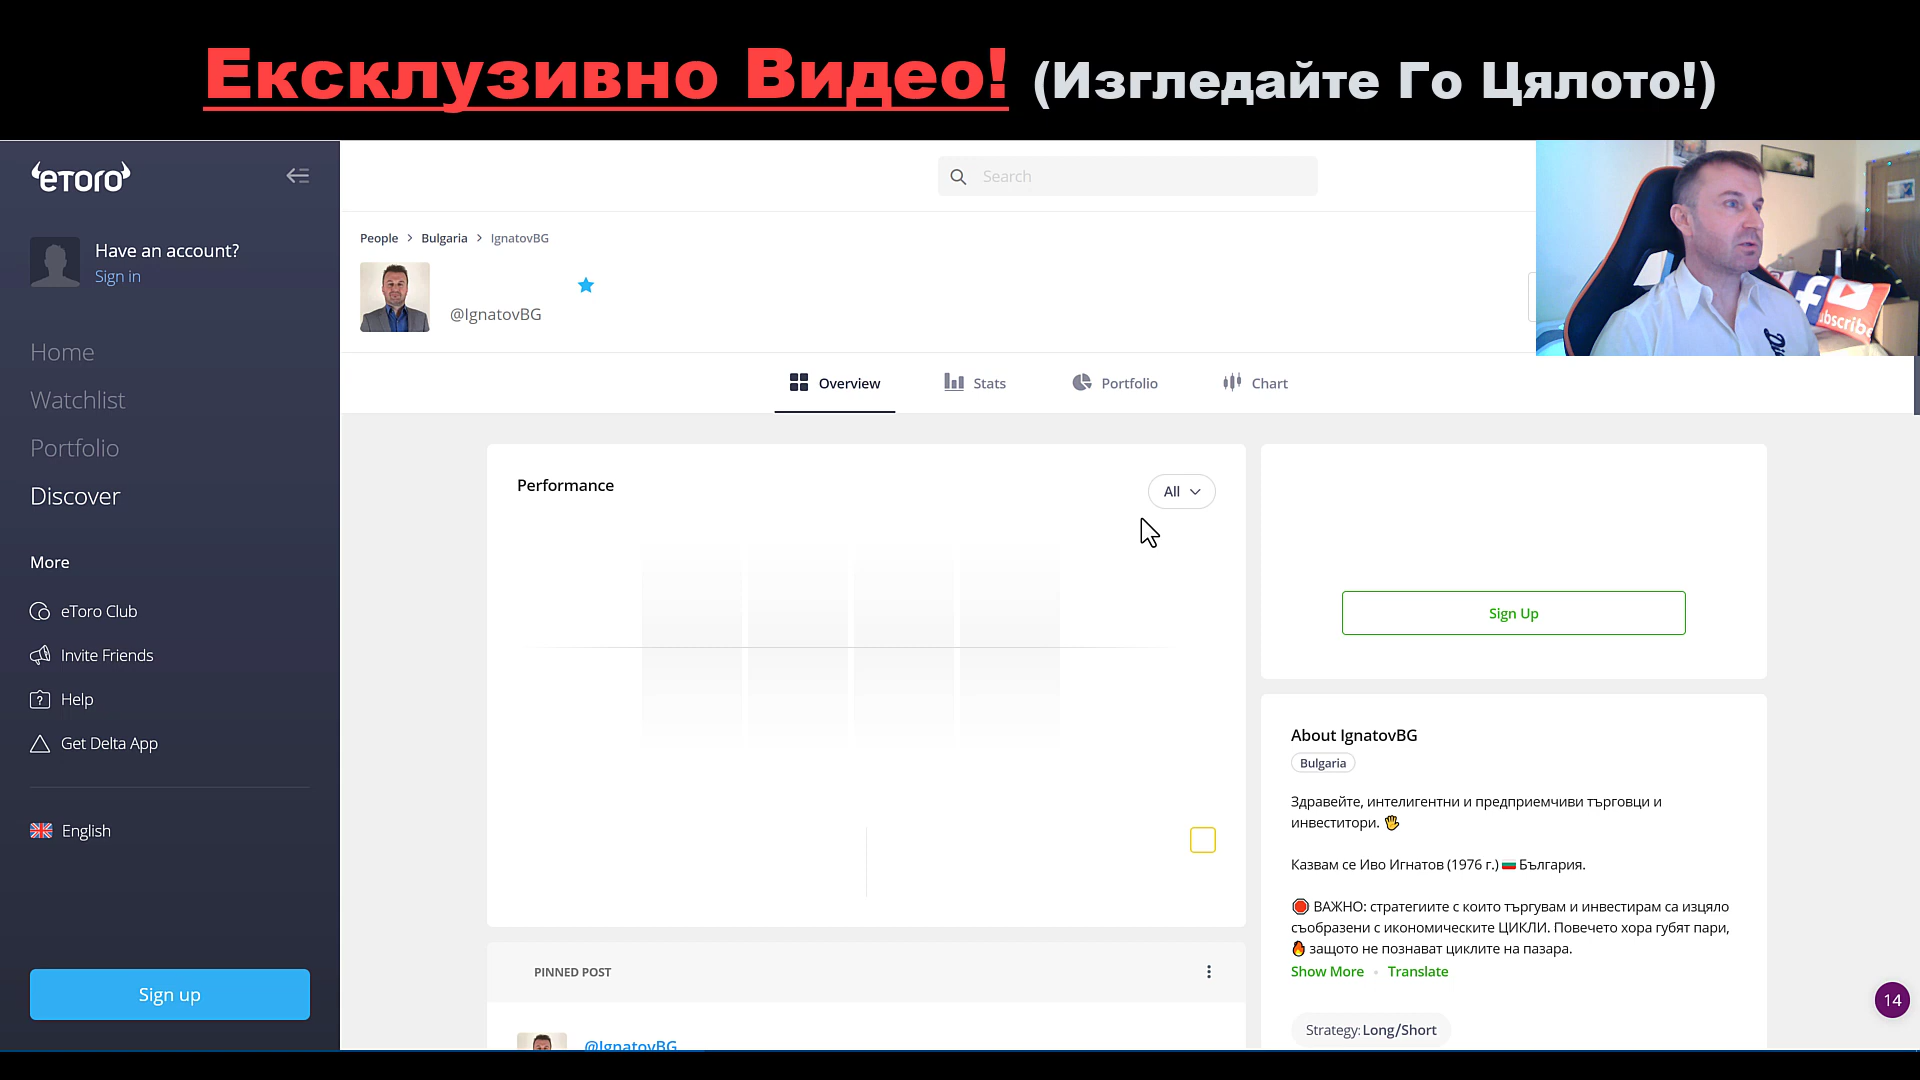 Ексклузивно Видео! (Изгледайте Го Цялото!)
eTORO
Search
Have an account?
Sign in
People > Bulgaria > IgnatovBG
@IgnatovBG
Home
Watchlist
Portfolio
Discover
More
eToro Club
Invite Friends
Help
Get Delta App
English
Sign up
Overview
Stats
Portfolio
Chart
Performance
All
Sign Up
About IgnatovBG
Bulgaria
Здравейте, интелигентни и предприемчиви търговци и
инвеститори. 🖐
Казвам се Иво Игнатов (1976 г.) 🇧🇬 България.
🛑 ВАЖНО: стратегиите с които търгувам и инвестирам са изцяло
съобразени с икономическите ЦИКЛИ. Повечето хора губят пари,
🔥 защото не познават циклите на пазара.
Show More • Translate
Strategy: Long/Short
PINNED POST
@IgnatovBG
14